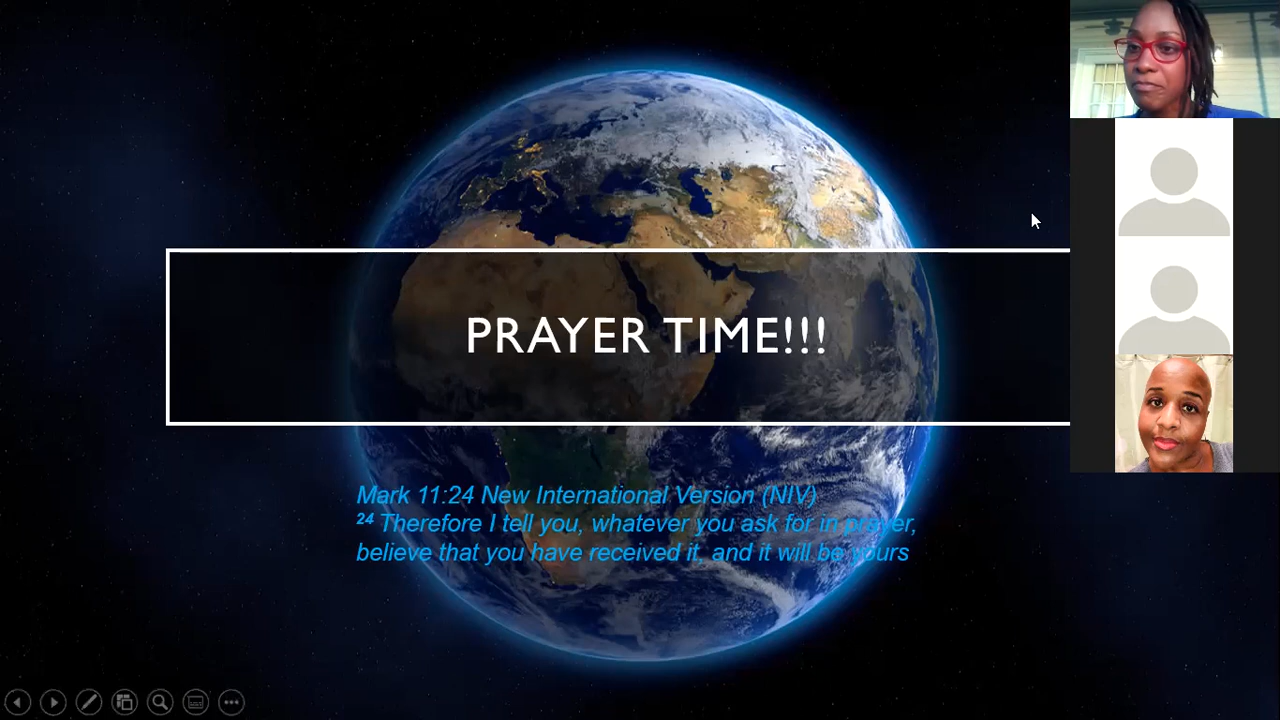 PRAYER TIME!!!
Mark 11:24 New International Version (NIV)
24 Therefore I tell you, whatever you ask for in prayer,
believe that you have received it, and it will be yours